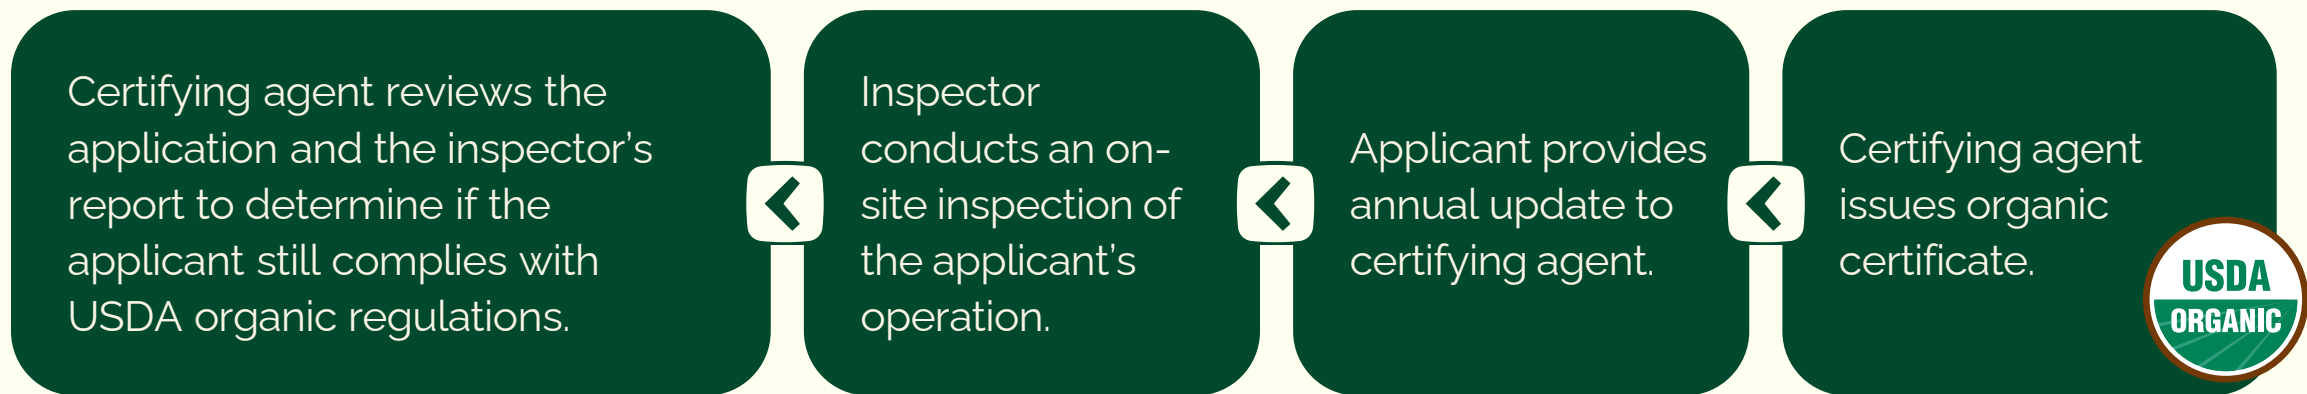 Certifying agent reviews the
application and the inspector’s
report to determine if the
applicant still complies with
USDA organic regulations.
Inspector
conducts an on-
site inspection of
the applicant’s
operation.
Applicant provides
annual update to
certifying agent.
Certifying agent
issues organic
certificate.
USDA
ORGANIC